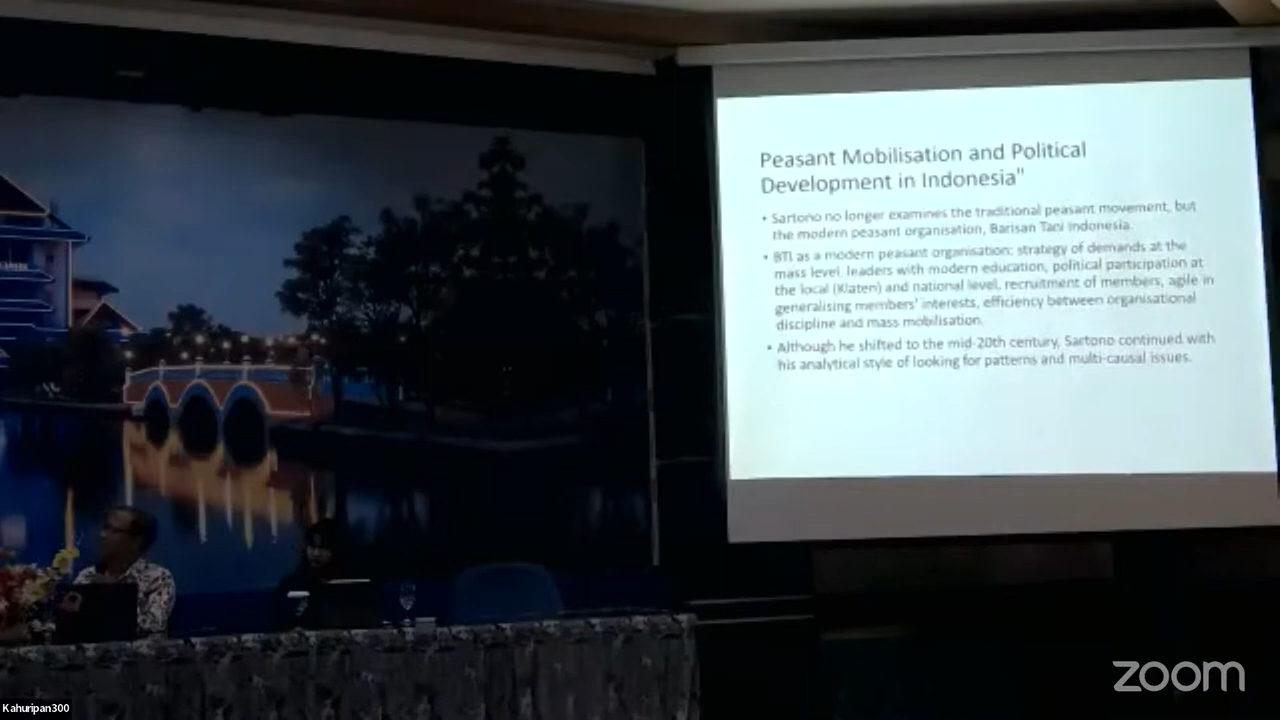 Peasant Mobilisation and Political
Development in Indonesia"
• Sartono no longer examines the traditional peasant movement, but
the modern peasant organisation, Barisan Tani Indonesia.
• BTI as a modern peasant organisation: strategy of demands at the
mass level, leaders with modern education, political participation at
the local (Klaten) and national level, recruitment of members, agile in
generalising members' interests, efficiency between organisational
discipline and mass mobilisation.
• Although he shifted to the mid-20th century, Sartono continued with
his analytical style of looking for patterns and multi-causal issues.
zoom
Kahuripan300